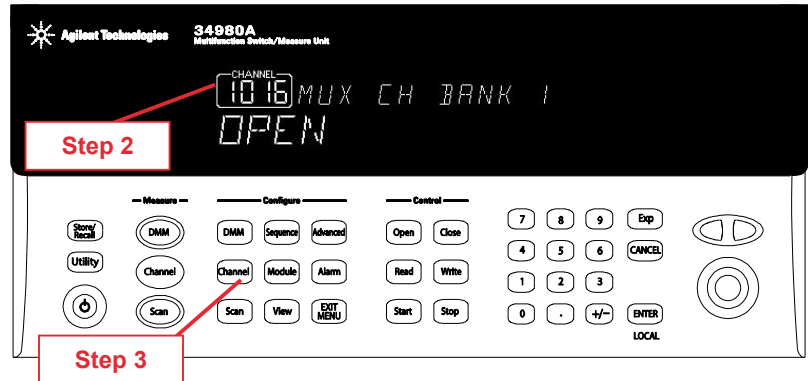 Agilent Technologies
34980A
Multifunction Switch/Measure Unit
CHANNEL
1016 MUX CH BANK 1
OPEN
Step 2
Measure
Configure
Control
Store/
Recall
DMM
DMM
Sequence
Advanced
Open
Close
7
8
9
Exp
Utility
Channel
Channel
Module
Alarm
Read
Write
4
5
6
CANCEL
1
2
3
Scan
Scan
View
EXIT
MENU
Start
Stop
0
.
+/−
ENTER
LOCAL
Step 3